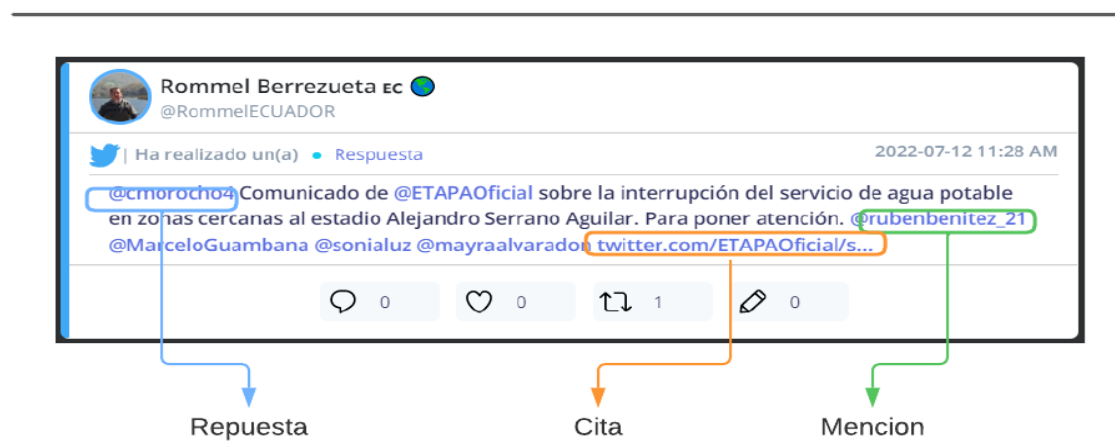 Rommel Berrezueta EC
@RommelECUADOR
| Ha realizado un(a) • Respuesta 2022-07-12 11:28 AM
@cmorocho4 Comunicado de @ETAPAOficial sobre la interrupción del servicio de agua potable
en zonas cercanas al estadio Alejandro Serrano Aguilar. Para poner atención. @rubenbenitez_21
@MarceloGuambana @sonialuz @mayraalvaradon twitter.com/ETAPAOficial/s...
0 0 1 0
Repuesta Cita Mencion